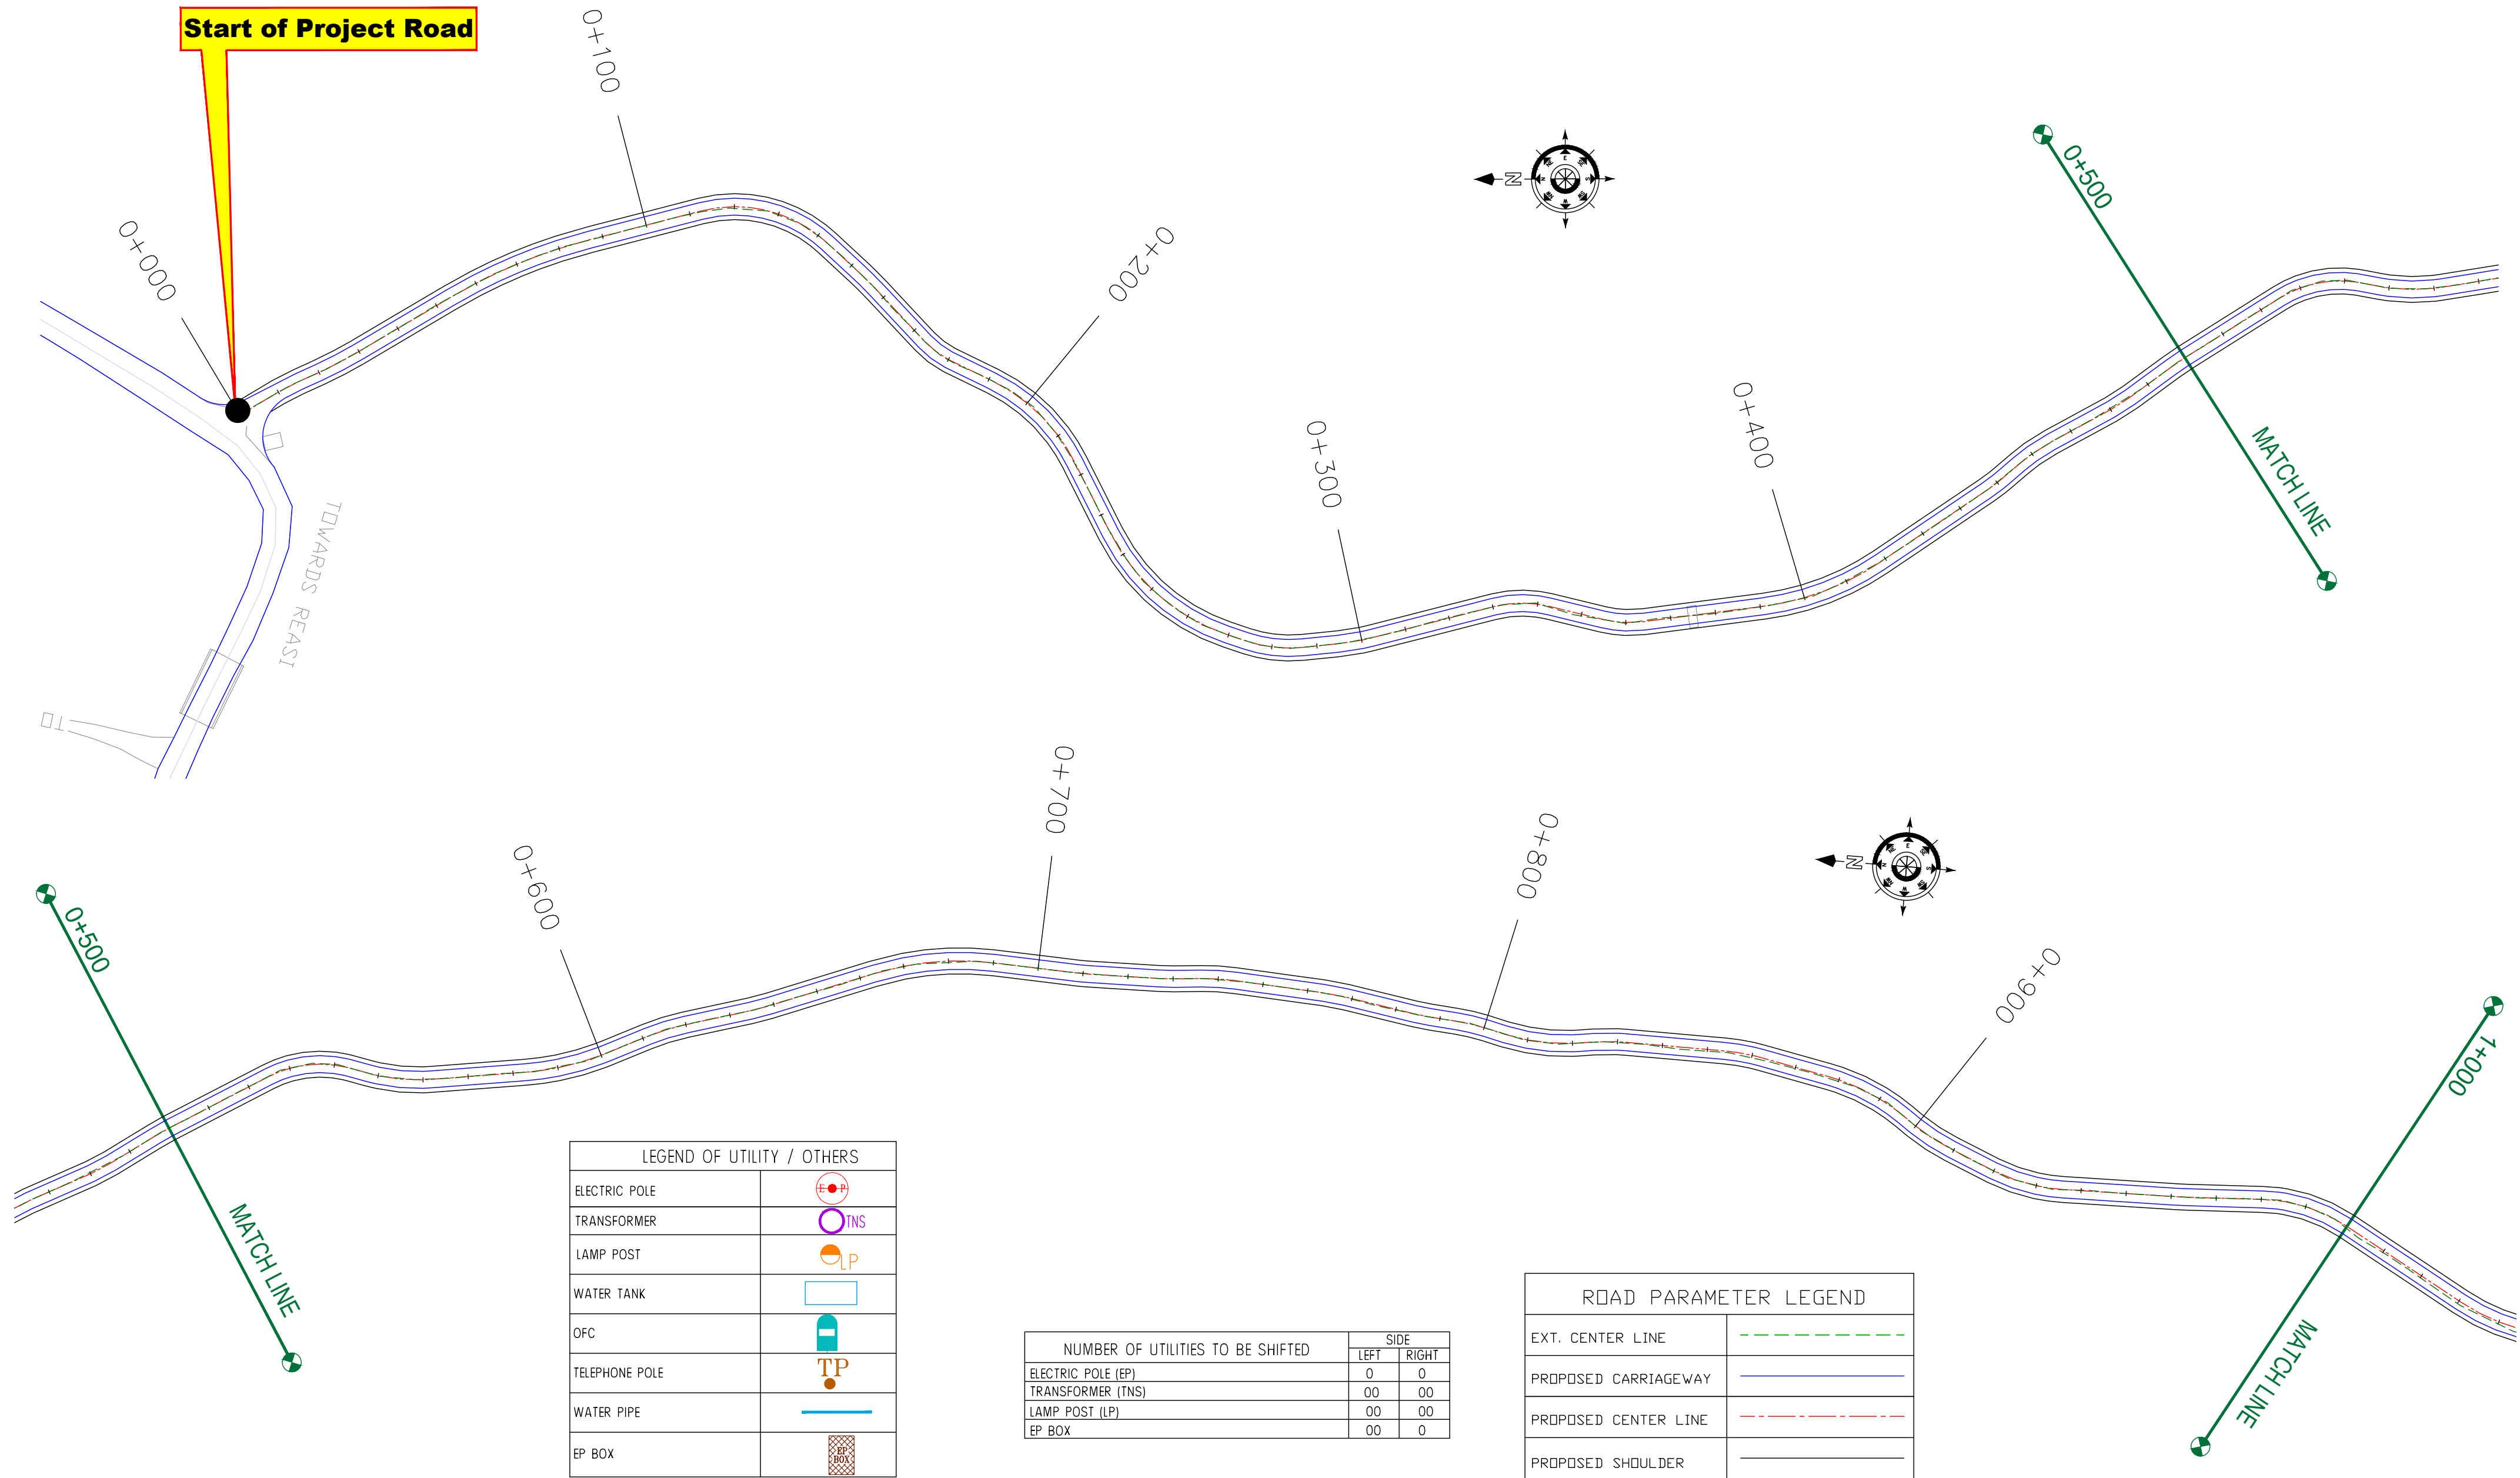 Start of Project Road
0+000
0+100
0+200
0+300
0+400
0+500
MATCH LINE
N
TOWARDS REASI
TO
0+500
MATCH LINE
0+600
0+700
0+800
0+900
1+000
MATCH LINE
N
LEGEND OF UTILITY / OTHERS
ELECTRIC POLE E P
TRANSFORMER TNS
LAMP POST LP
WATER TANK
OFC
TELEPHONE POLE TP
WATER PIPE
EP BOX EP BOX
NUMBER OF UTILITIES TO BE SHIFTED SIDE
LEFT RIGHT
ELECTRIC POLE (EP) 0 0
TRANSFORMER (TNS) 00 00
LAMP POST (LP) 00 00
EP BOX 00 0
ROAD PARAMETER LEGEND
EXT. CENTER LINE
PROPOSED CARRIAGEWAY
PROPOSED CENTER LINE
PROPOSED SHOULDER